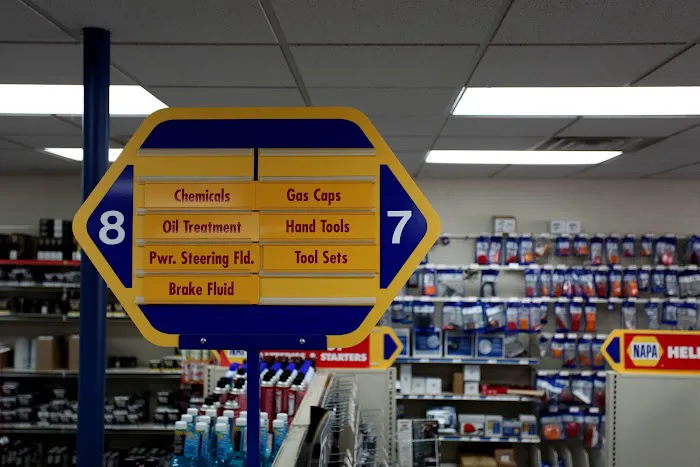 8
Chemicals
Oil Treatment
Pwr. Steering Fld.
Brake Fluid
7
Gas Caps
Hand Tools
Tool Sets
& STARTERS
NAPA